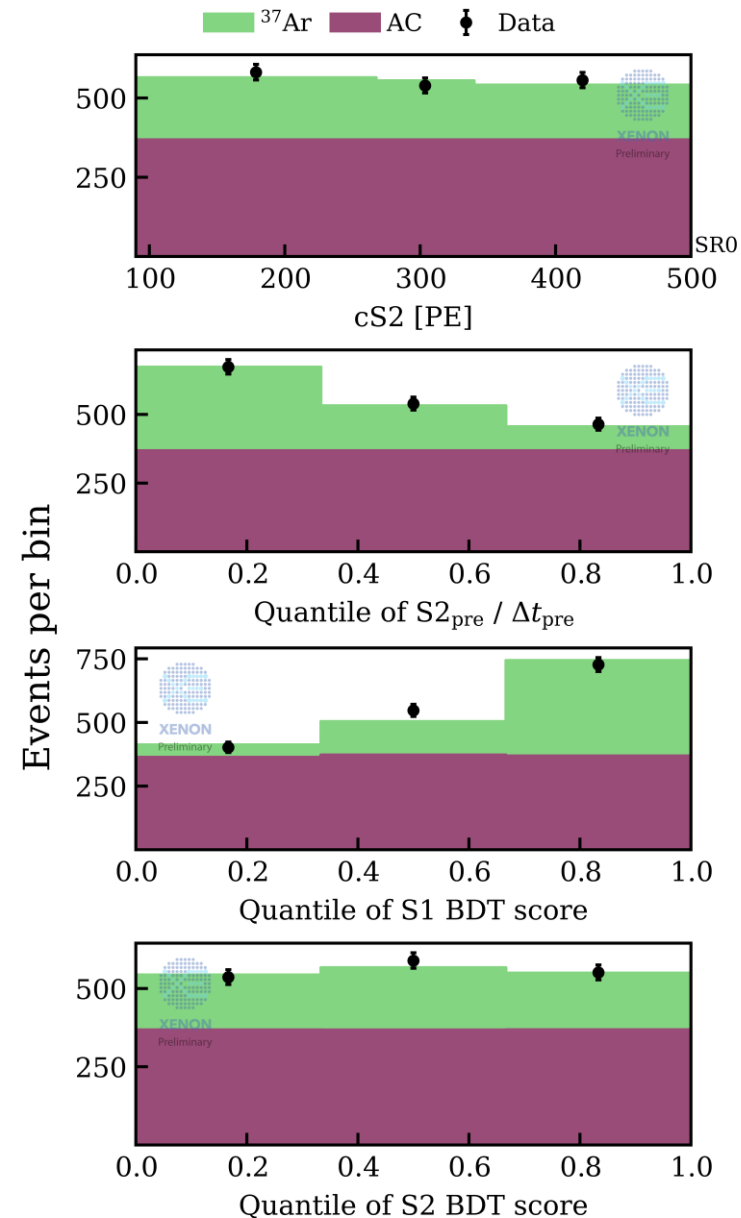 ³⁷Ar AC Data
500
250
XENON
Preliminary
SR0
100 200 300 400 500
cS2 [PE]
Events per bin
500
250
XENON
Preliminary
0.0 0.2 0.4 0.6 0.8 1.0
Quantile of S2pre / Δtpre
750
500
250
XENON
Preliminary
0.0 0.2 0.4 0.6 0.8 1.0
Quantile of S1 BDT score
500
250
XENON
Preliminary
0.0 0.2 0.4 0.6 0.8 1.0
Quantile of S2 BDT score